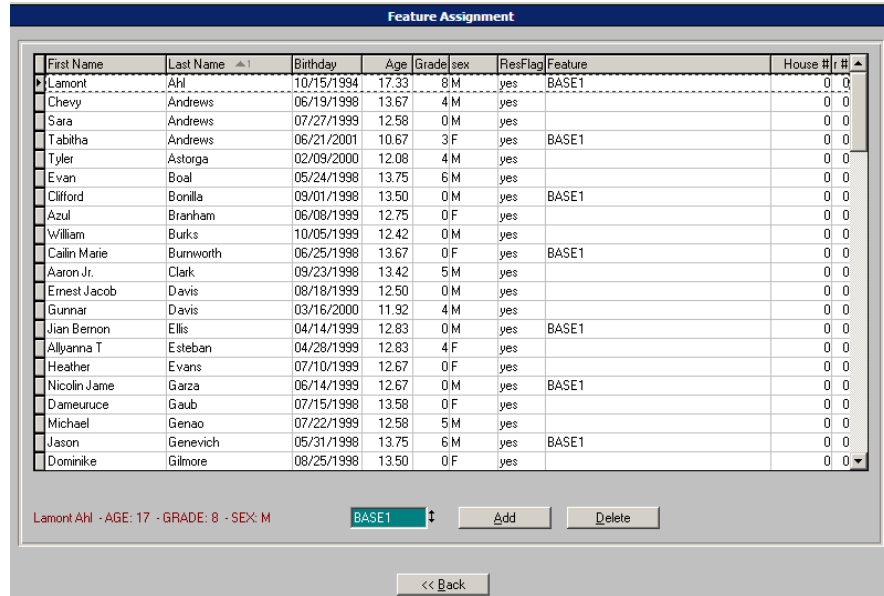 Feature Assignment
First Name Last Name 1 Birthday Age Grade sex ResFlag Feature House # r #
Lamont Ahl 10/15/1994 17.33 8 M yes BASE1 0 0
Chevy Andrews 06/19/1998 13.67 4 M yes 0 0
Sara Andrews 07/27/1999 12.58 0 M yes 0 0
Tabitha Andrews 06/21/2001 10.67 3 F yes BASE1 0 0
Tyler Astorga 02/09/2000 12.08 4 M yes 0 0
Evan Boal 05/24/1998 13.75 6 M yes 0 0
Clifford Bonilla 09/01/1998 13.50 0 M yes BASE1 0 0
Azul Branham 06/08/1999 12.75 0 F yes 0 0
William Burks 10/05/1999 12.42 0 M yes 0 0
Cailin Marie Burnworth 06/25/1998 13.67 0 F yes BASE1 0 0
Aaron Jr. Clark 09/23/1998 13.42 5 M yes 0 0
Ernest Jacob Davis 08/18/1999 12.50 0 M yes 0 0
Gunnar Davis 03/16/2000 11.92 4 M yes 0 0
Jian Bernon Ellis 04/14/1999 12.83 0 M yes BASE1 0 0
Allyanna T Esteban 04/28/1999 12.83 4 F yes 0 0
Heather Evans 07/10/1999 12.67 0 F yes 0 0
Nicolin Jame Garza 06/14/1999 12.67 0 M yes BASE1 0 0
Dameuruce Gaub 07/15/1998 13.58 0 F yes 0 0
Michael Genao 07/22/1999 12.58 5 M yes 0 0
Jason Genevich 05/31/1998 13.75 6 M yes BASE1 0 0
Dominike Gilmore 08/25/1998 13.50 0 F yes 0 0
Lamont Ahl - AGE: 17 - GRADE: 8 - SEX: M BASE1 Add Delete
<< Back